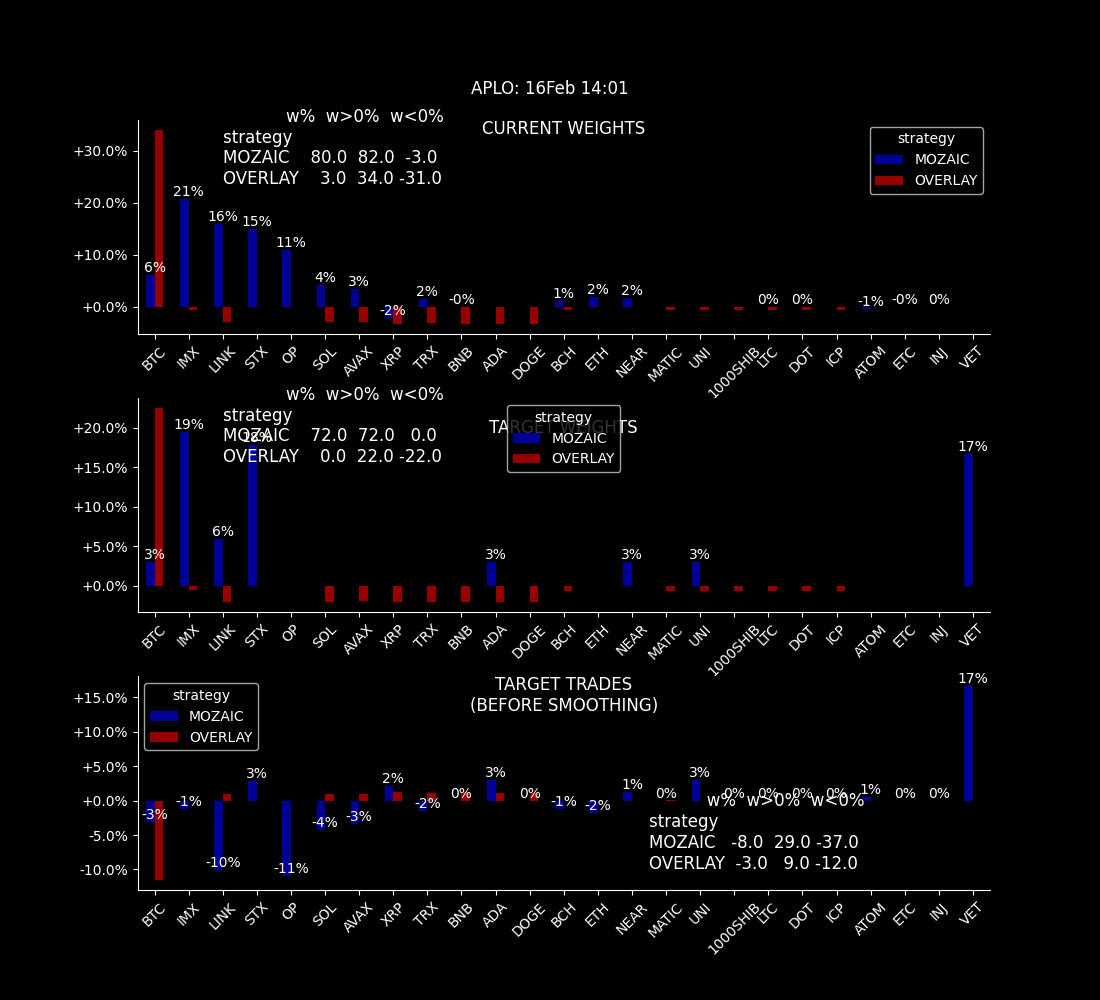 APLO: 16Feb 14:01
CURRENT WEIGHTS
w% w>0% w<0%
strategy
MOZAIC 80.0 82.0 -3.0
OVERLAY 3.0 34.0 -31.0
strategy
MOZAIC
OVERLAY
+30.0%
+20.0%
+10.0%
+0.0%
6% 21% 16% 15% 11% 4% 3% -2% 2% -0% 1% 2% 2% 0% 0% -1% -0% 0%
BTC IMX LINK STX OP SOL AVAX XRP TRX BNB ADA DOGE BCH ETH NEAR MATIC UNI 1000SHIB LTC DOT ICP ATOM ETC INJ VET
TARGET WEIGHTS
w% w>0% w<0%
strategy
MOZAIC 72.0 72.0 0.0
OVERLAY 0.0 22.0 -22.0
strategy
MOZAIC
OVERLAY
+20.0%
+15.0%
+10.0%
+5.0%
+0.0%
3% 19% 6% 18% 3% 3% 3% 17%
BTC IMX LINK STX OP SOL AVAX XRP TRX BNB ADA DOGE BCH ETH NEAR MATIC UNI 1000SHIB LTC DOT ICP ATOM ETC INJ VET
TARGET TRADES
(BEFORE SMOOTHING)
strategy
MOZAIC
OVERLAY
+15.0%
+10.0%
+5.0%
+0.0%
-5.0%
-10.0%
-3% -1% -10% 3% -11% -4% -3% 2% -2% 0% 3% 0% -1% -2% 1% 0% 3% 0% 0% 0% 0% 1% 0% 0% 17%
w% w>0% w<0%
strategy
MOZAIC -8.0 29.0 -37.0
OVERLAY -3.0 9.0 -12.0
BTC IMX LINK STX OP SOL AVAX XRP TRX BNB ADA DOGE BCH ETH NEAR MATIC UNI 1000SHIB LTC DOT ICP ATOM ETC INJ VET